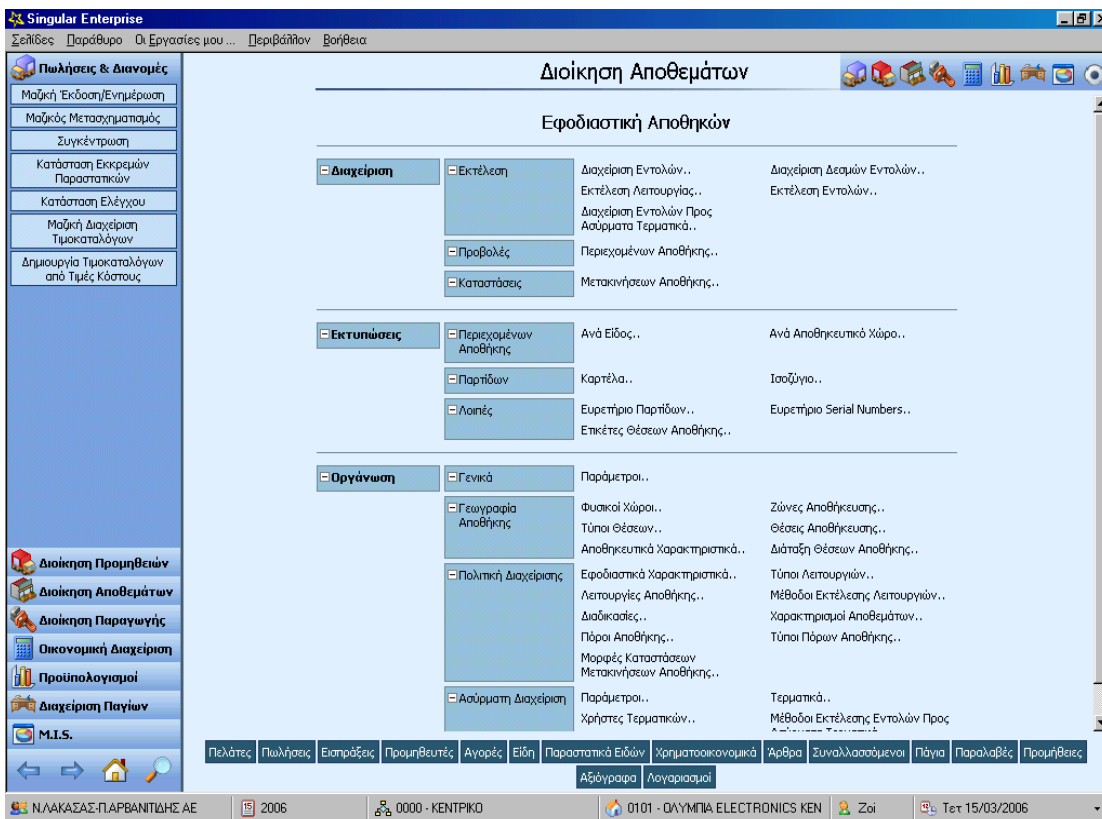 Singular Enterprise
Σελίδες Παράθυρο Οι Εργασίες μου ... Περιβάλλον Βοήθεια
Πωλήσεις & Διανομές
Μαζική Έκδοση/Ενημέρωση
Μαζικός Μετασχηματισμός
Συγκέντρωση
Κατάσταση Εκκρεμών
Παραστατικών
Κατάσταση Ελέγχου
Μαζική Διαχείριση
Τιμοκαταλόγων
Δημιουργία Τιμοκαταλόγων
από Τιμές Κόστους
Διοίκηση Προμηθειών
Διοίκηση Αποθεμάτων
Διοίκηση Παραγωγής
Οικονομική Διαχείριση
Προϋπολογισμοί
Διαχείριση Παγίων
M.I.S.
Διοίκηση Αποθεμάτων
Εφοδιαστική Αποθηκών
Διαχείριση Εκτέλεση Διαχείριση Εντολών.. Διαχείριση Δεσμών Εντολών..
Εκτέλεση Λειτουργίας.. Εκτέλεση Εντολών..
Διαχείριση Εντολών Προς
Ασύρματα Τερματικά..
Προβολές Περιεχομένων Αποθήκης..
Καταστάσεις Μετακινήσεων Αποθήκης..
Εκτυπώσεις Περιεχομένων Ανά Είδος.. Ανά Αποθηκευτικό Χώρο..
Αποθήκης
Παρτίδων Καρτέλα.. Ισοζύγιο..
Λοιπές Ευρετήριο Παρτίδων.. Ευρετήριο Serial Numbers..
Ετικέτες Θέσεων Αποθήκης..
Οργάνωση Γενικά Παράμετροι..
Γεωγραφία Φυσικοί Χώροι.. Ζώνες Αποθήκευσης..
Αποθήκης Τύποι Θέσεων.. Θέσεις Αποθήκευσης..
Αποθηκευτικά Χαρακτηριστικά.. Διάταξη Θέσεων Αποθήκης..
Πολιτική Διαχείρισης Εφοδιαστικά Χαρακτηριστικά.. Τύποι Λειτουργιών..
Λειτουργίες Αποθήκης.. Μέθοδοι Εκτέλεσης Λειτουργιών..
Διαδικασίες.. Χαρακτηρισμοί Αποθεμάτων..
Πόροι Αποθήκης.. Τύποι Πόρων Αποθήκης..
Μορφές Καταστάσεων
Μετακινήσεων Αποθήκης..
Ασύρματη Διαχείριση Παράμετροι.. Τερματικά..
Χρήστες Τερματικών.. Μέθοδοι Εκτέλεσης Εντολών Προς
Πελάτες Πωλήσεις Εισπράξεις Προμηθευτές Αγορές Είδη Παραστατικά Ειδών Χρηματοοικονομικά Άρθρα Συναλλασσόμενοι Πάγια Παραλαβές Προμήθειες
Αξιόγραφα Λογαριασμοί
Ν.ΛΑΚΑΣΑΣ-Π.ΑΡΒΑΝΙΤΙΔΗΣ ΑΕ 15 2006 0000 - ΚΕΝΤΡΙΚΟ 0101 - ΟΛΥΜΠΙΑ ELECTRONICS ΚΕΝ Zoi Τετ 15/03/2006